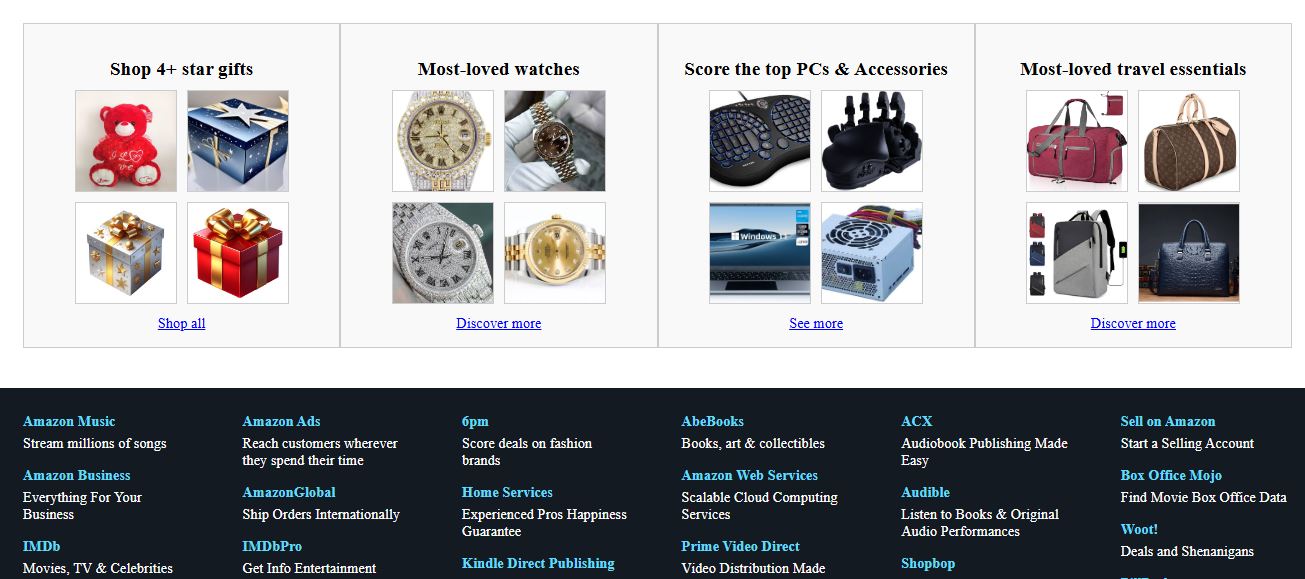 Shop 4+ star gifts
Shop all
Most-loved watches
Discover more
Score the top PCs & Accessories
Windows 11
See more
Most-loved travel essentials
Discover more
Amazon Music
Stream millions of songs
Amazon Business
Everything For Your
Business
IMDb
Movies, TV & Celebrities
Amazon Ads
Reach customers wherever
they spend their time
AmazonGlobal
Ship Orders Internationally
IMDbPro
Get Info Entertainment
6pm
Score deals on fashion
brands
Home Services
Experienced Pros Happiness
Guarantee
Kindle Direct Publishing
AbeBooks
Books, art & collectibles
Amazon Web Services
Scalable Cloud Computing
Services
Prime Video Direct
Video Distribution Made
ACX
Audiobook Publishing Made
Easy
Audible
Listen to Books & Original
Audio Performances
Shopbop
Sell on Amazon
Start a Selling Account
Box Office Mojo
Find Movie Box Office Data
Woot!
Deals and Shenanigans